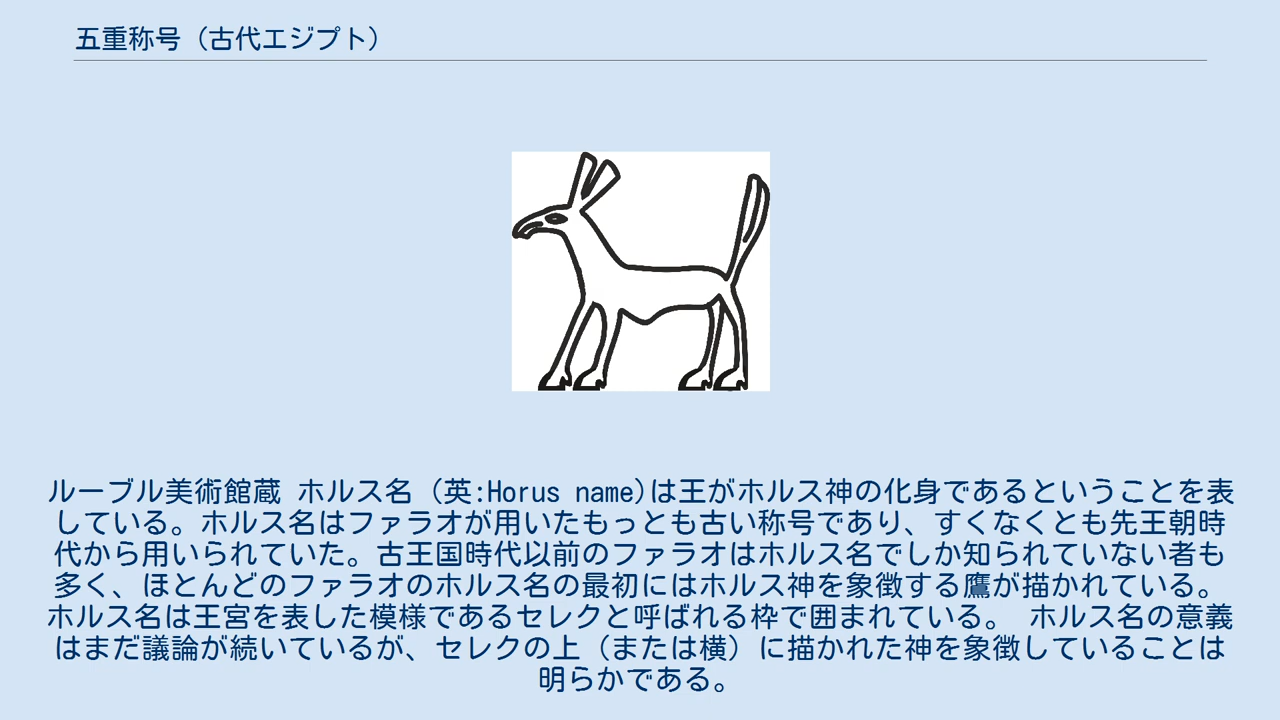 五重称号（古代エジプト）
ルーブル美術館蔵 ホルス名（英:Horus name)は王がホルス神の化身であるということを表
している。ホルス名はファラオが用いたもっとも古い称号であり、すくなくとも先王朝時
代から用いられていた。古王国時代以前のファラオはホルス名でしか知られていない者も
多く、ほとんどのファラオのホルス名の最初にはホルス神を象徴する鷹が描かれている。
ホルス名は王宮を表した模様であるセレクと呼ばれる枠で囲まれている。 ホルス名の意義
はまだ議論が続いているが、セレクの上（または横）に描かれた神を象徴していることは
明らかである。